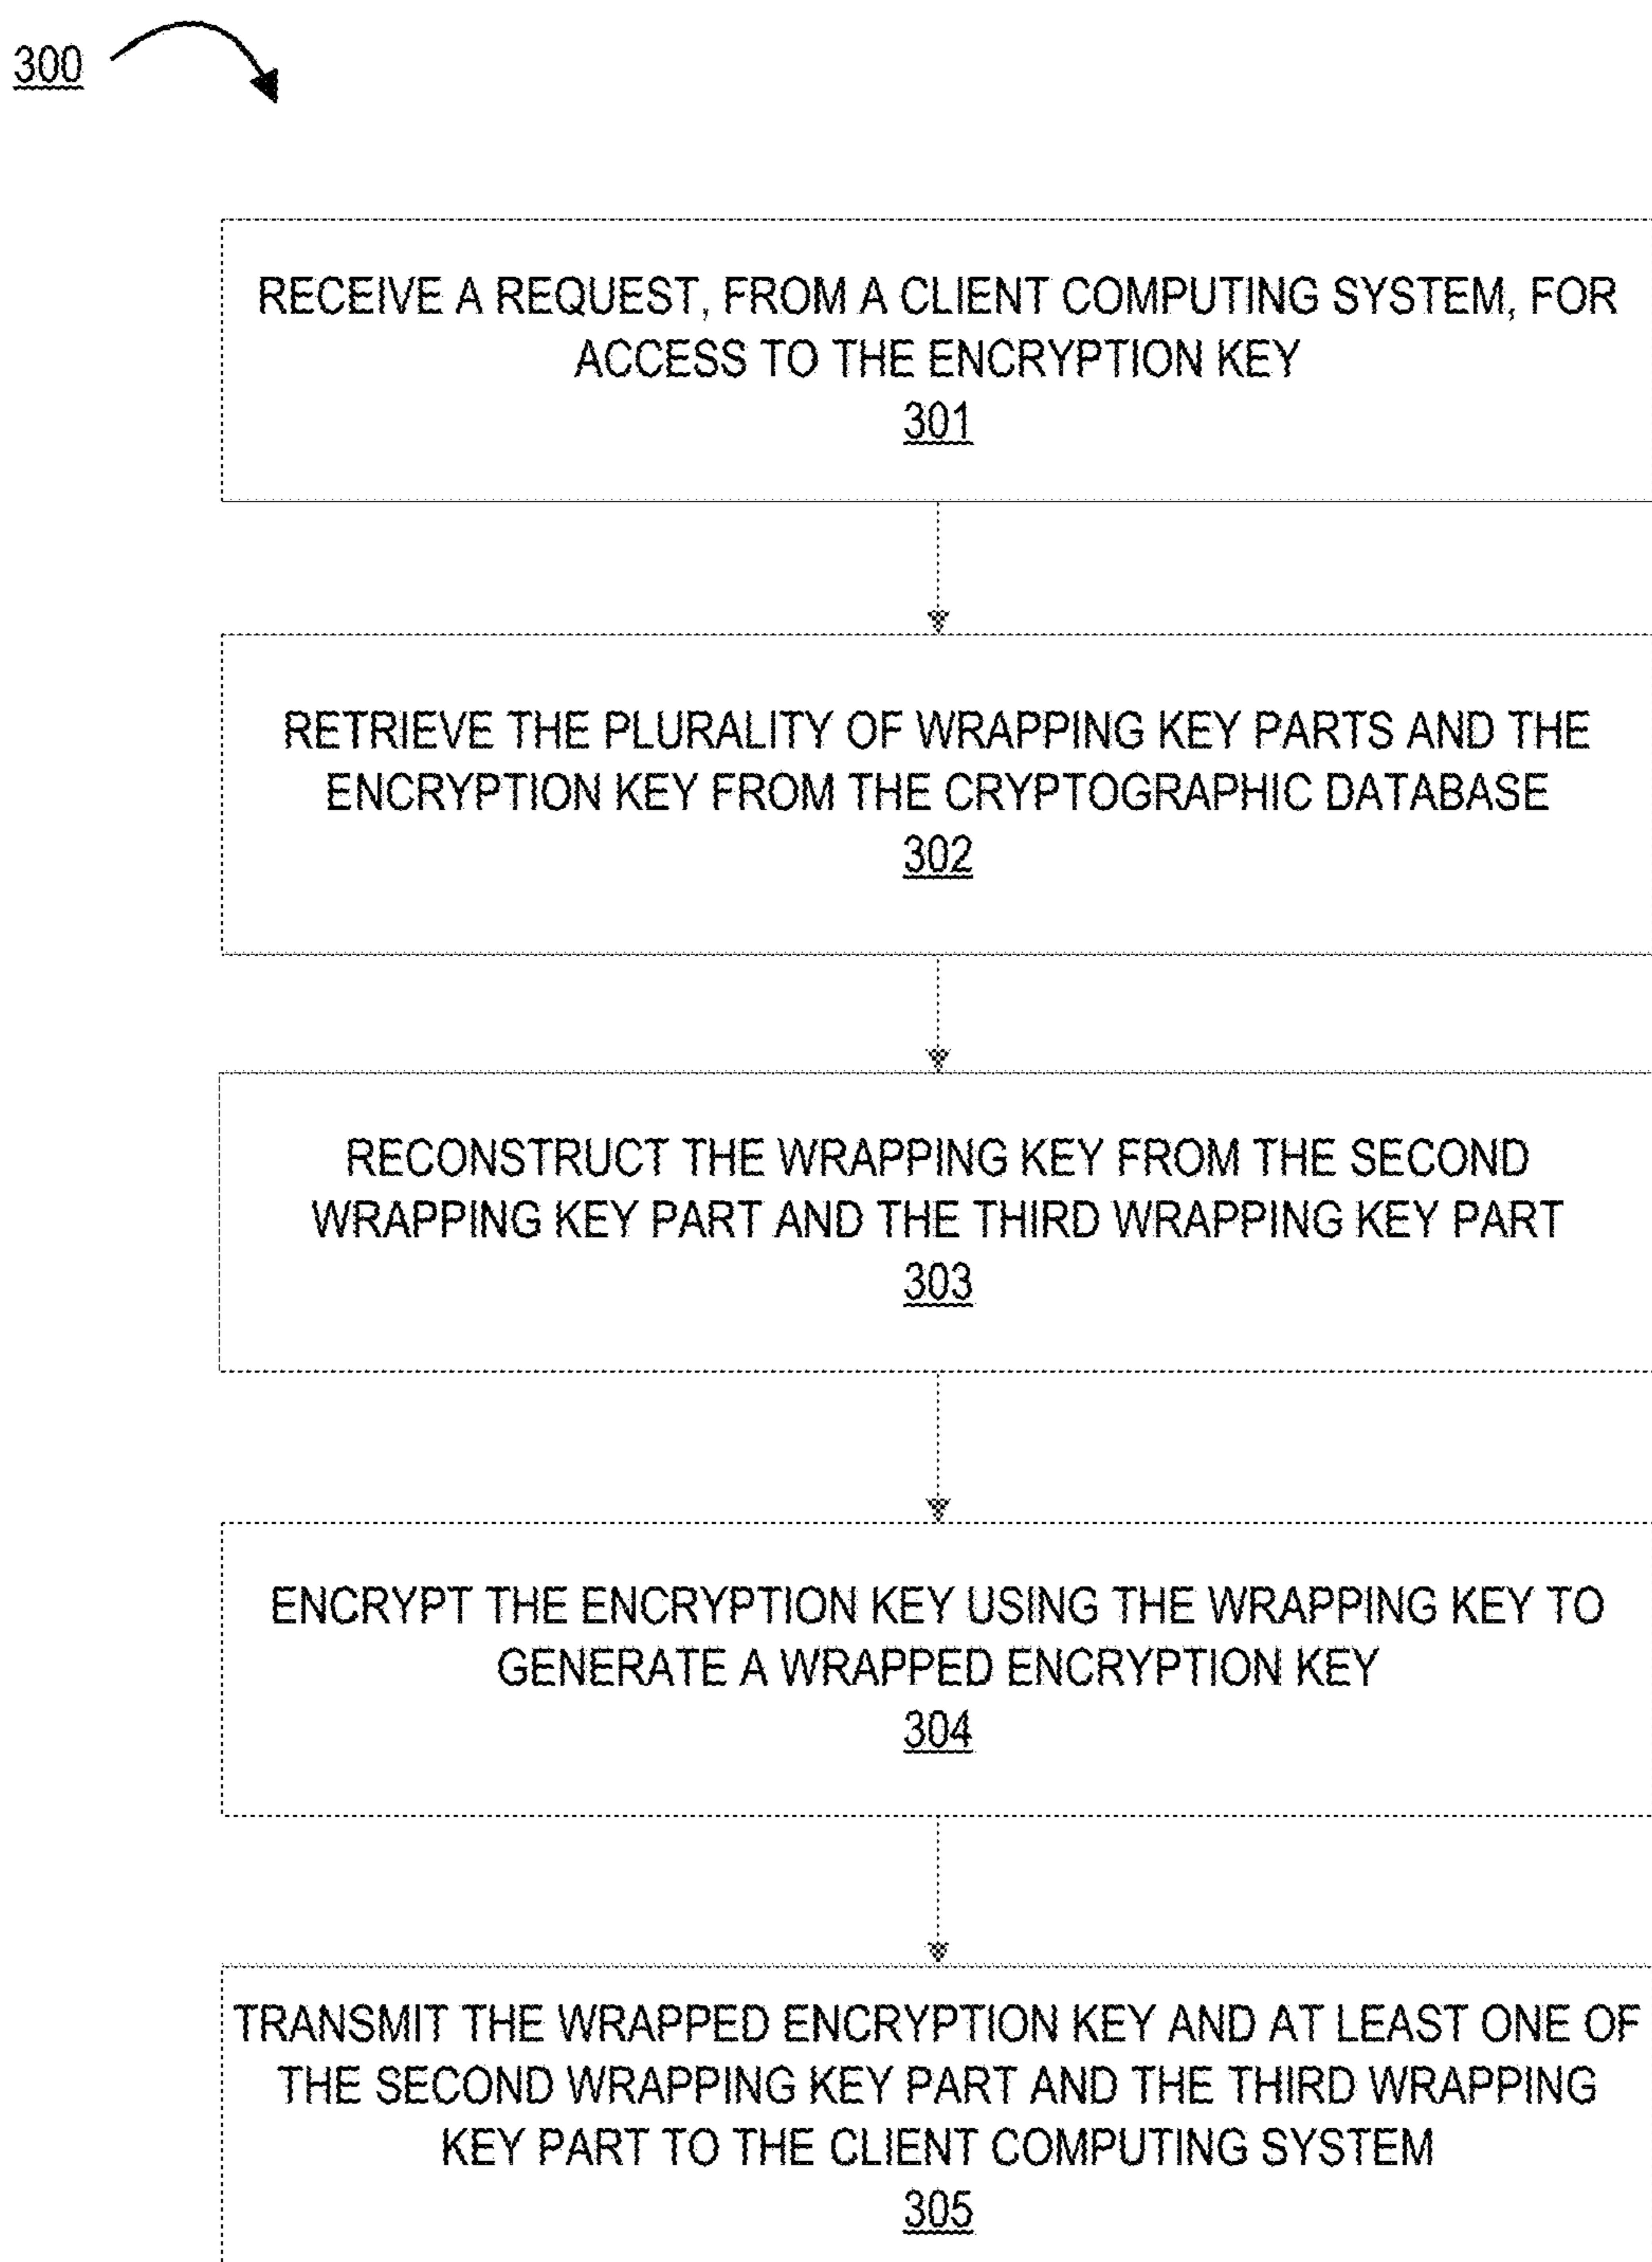 300
RECEIVE A REQUEST, FROM A CLIENT COMPUTING SYSTEM, FOR
ACCESS TO THE ENCRYPTION KEY
301
RETRIEVE THE PLURALITY OF WRAPPING KEY PARTS AND THE
ENCRYPTION KEY FROM THE CRYPTOGRAPHIC DATABASE
302
RECONSTRUCT THE WRAPPING KEY FROM THE SECOND
WRAPPING KEY PART AND THE THIRD WRAPPING KEY PART
303
ENCRYPT THE ENCRYPTION KEY USING THE WRAPPING KEY TO
GENERATE A WRAPPED ENCRYPTION KEY
304
TRANSMIT THE WRAPPED ENCRYPTION KEY AND AT LEAST ONE OF
THE SECOND WRAPPING KEY PART AND THE THIRD WRAPPING
KEY PART TO THE CLIENT COMPUTING SYSTEM
305